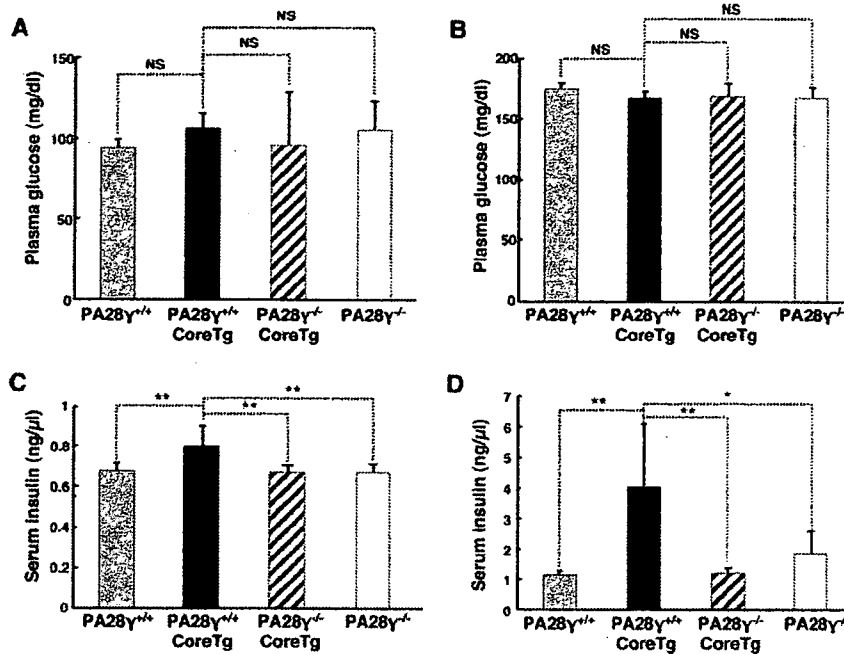 A
Plasma glucose (mg/dl)
150
100
50
0
NS
NS
NS
PA28γ+/+
PA28γ+/+
CoreTg
PA28γ-/-
CoreTg
PA28γ-/-
B
Plasma glucose (mg/dl)
200
150
100
50
0
NS
NS
NS
PA28γ+/+
PA28γ+/+
CoreTg
PA28γ-/-
CoreTg
PA28γ-/-
C
Serum insulin (ng/µl)
1
0.8
0.6
0.4
0.2
0
**
**
**
PA28γ+/+
PA28γ+/+
CoreTg
PA28γ-/-
CoreTg
PA28γ-/-
D
Serum insulin (ng/µl)
7
6
5
4
3
2
1
0
**
*
**
PA28γ+/+
PA28γ+/+
CoreTg
PA28γ-/-
CoreTg
PA28γ-/-